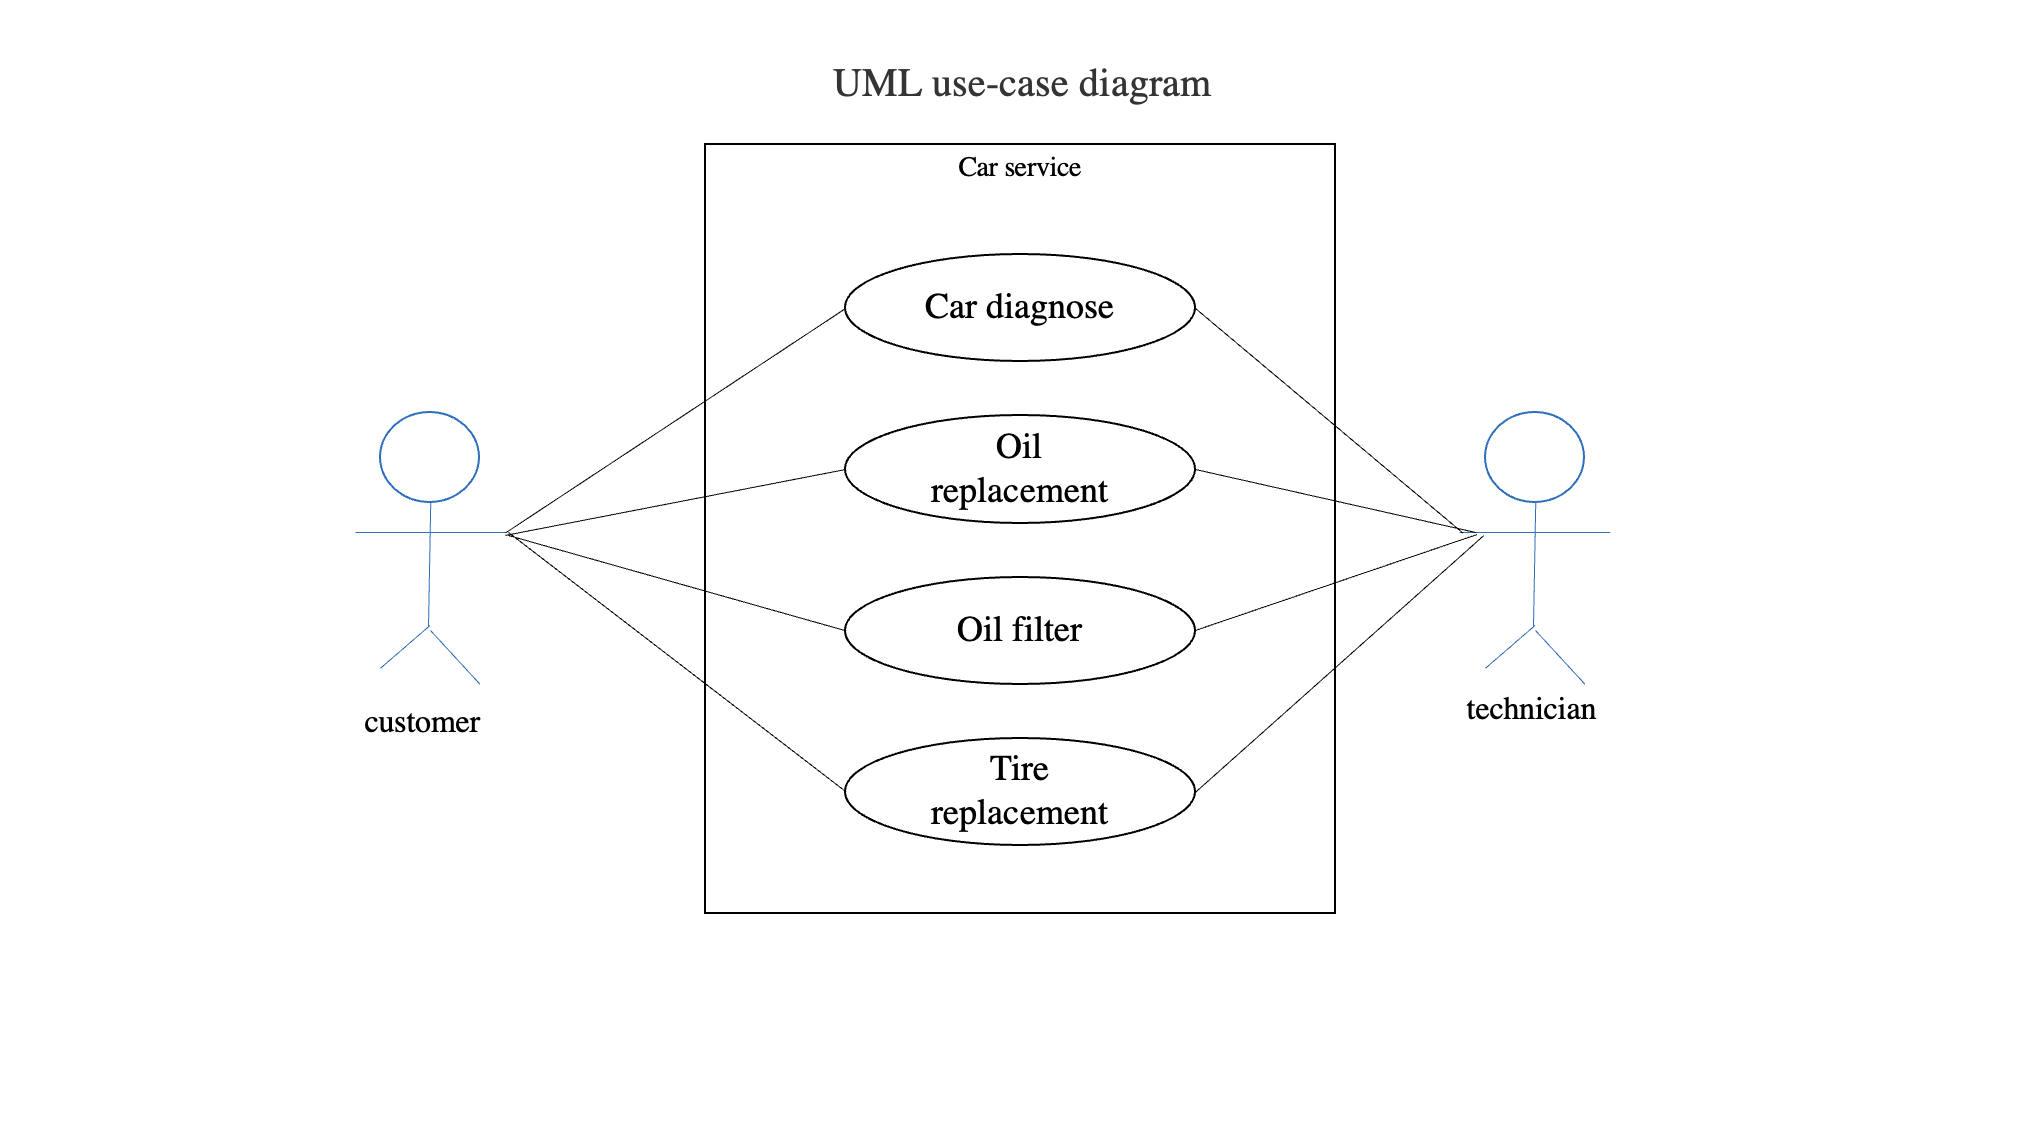 UML use-case diagram
Car service
Car diagnose
Oil
replacement
Oil filter
Tire
replacement
customer
technician